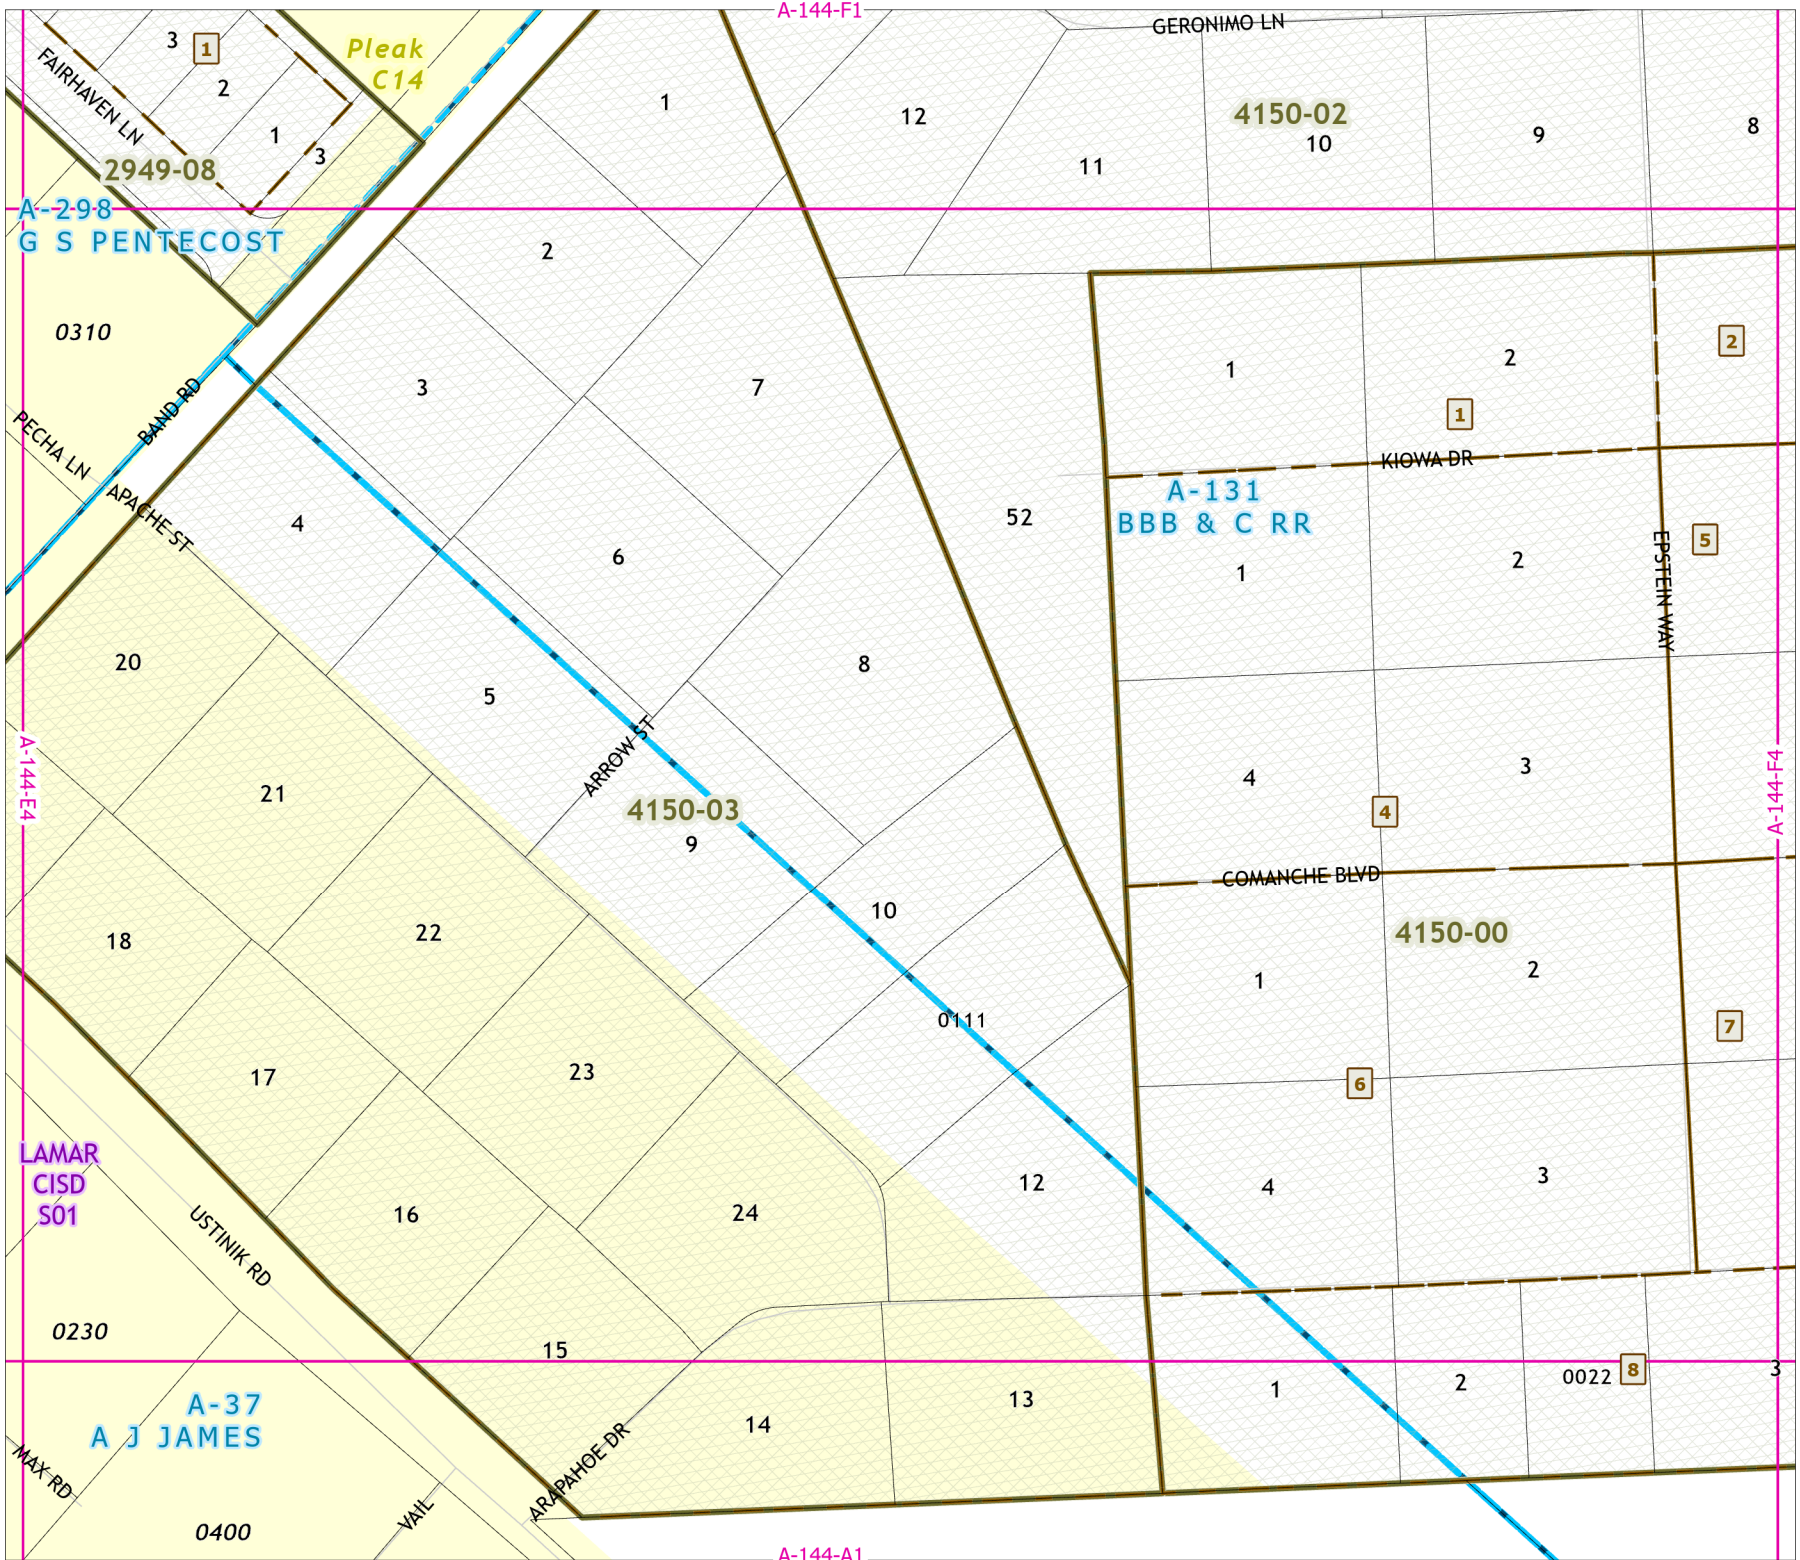 A-144-F1
GERONIMO LN
3
1
Pleak
C14
FAIRHAVEN LN
2
1
3
1
12
4150-02
10
11
9
8
2949-08
A-298
G S PENTECOST
2
0310
3
7
1
2
2
1
BAND RD
PECHA LN
KIOWA DR
A-131
BBB & C RR
APACHE ST
4
52
6
1
2
EPSTEIN WAY
5
20
8
5
21
ARROW ST
A-144-E4
4150-03
9
4
3
4
A-144-F4
COMANCHE BLVD
4150-00
18
22
10
1
2
0111
7
17
23
6
LAMAR
CISD
S01
12
4
3
16
24
USTINIK RD
0230
15
A-37
A J JAMES
14
13
1
2
0022
8
3
MAX RD
VAIL
ARAPAHOE DR
0400
A-144-A1